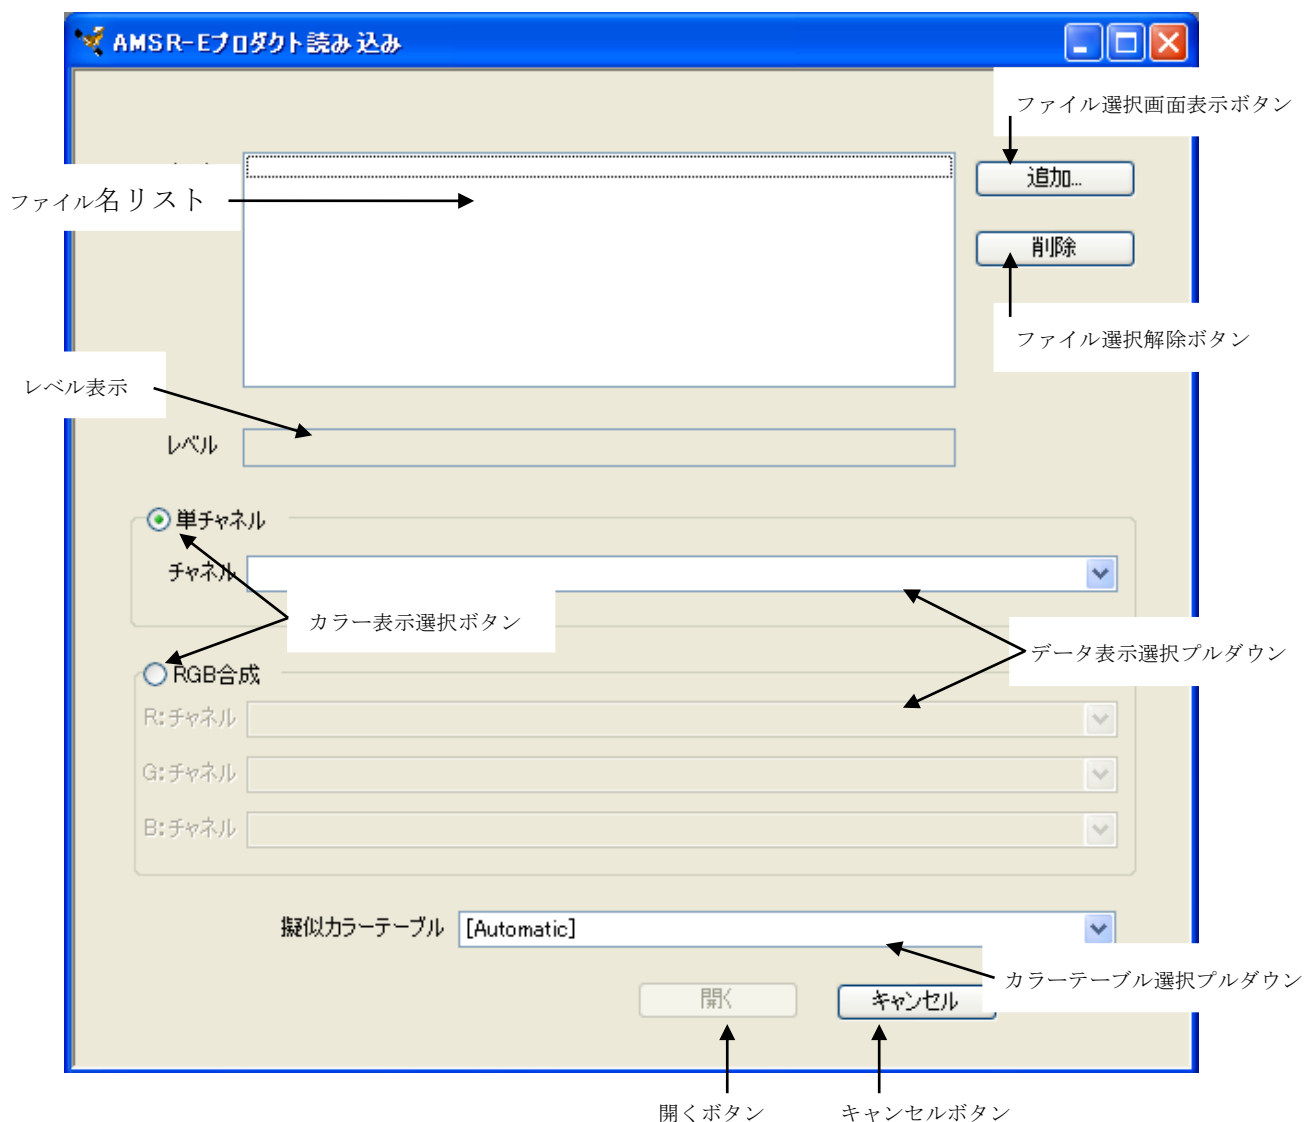 AMSR-Eプロダクト読み込み
ファイル選択画面表示ボタン
追加...
ファイル名リスト
削除
ファイル選択解除ボタン
レベル表示
レベル
単チャネル
チャネル
カラー表示選択ボタン
データ表示選択プルダウン
RGB合成
R:チャネル
G:チャネル
B:チャネル
擬似カラーテーブル [Automatic]
カラーテーブル選択プルダウン
開く キャンセル
開くボタン キャンセルボタン